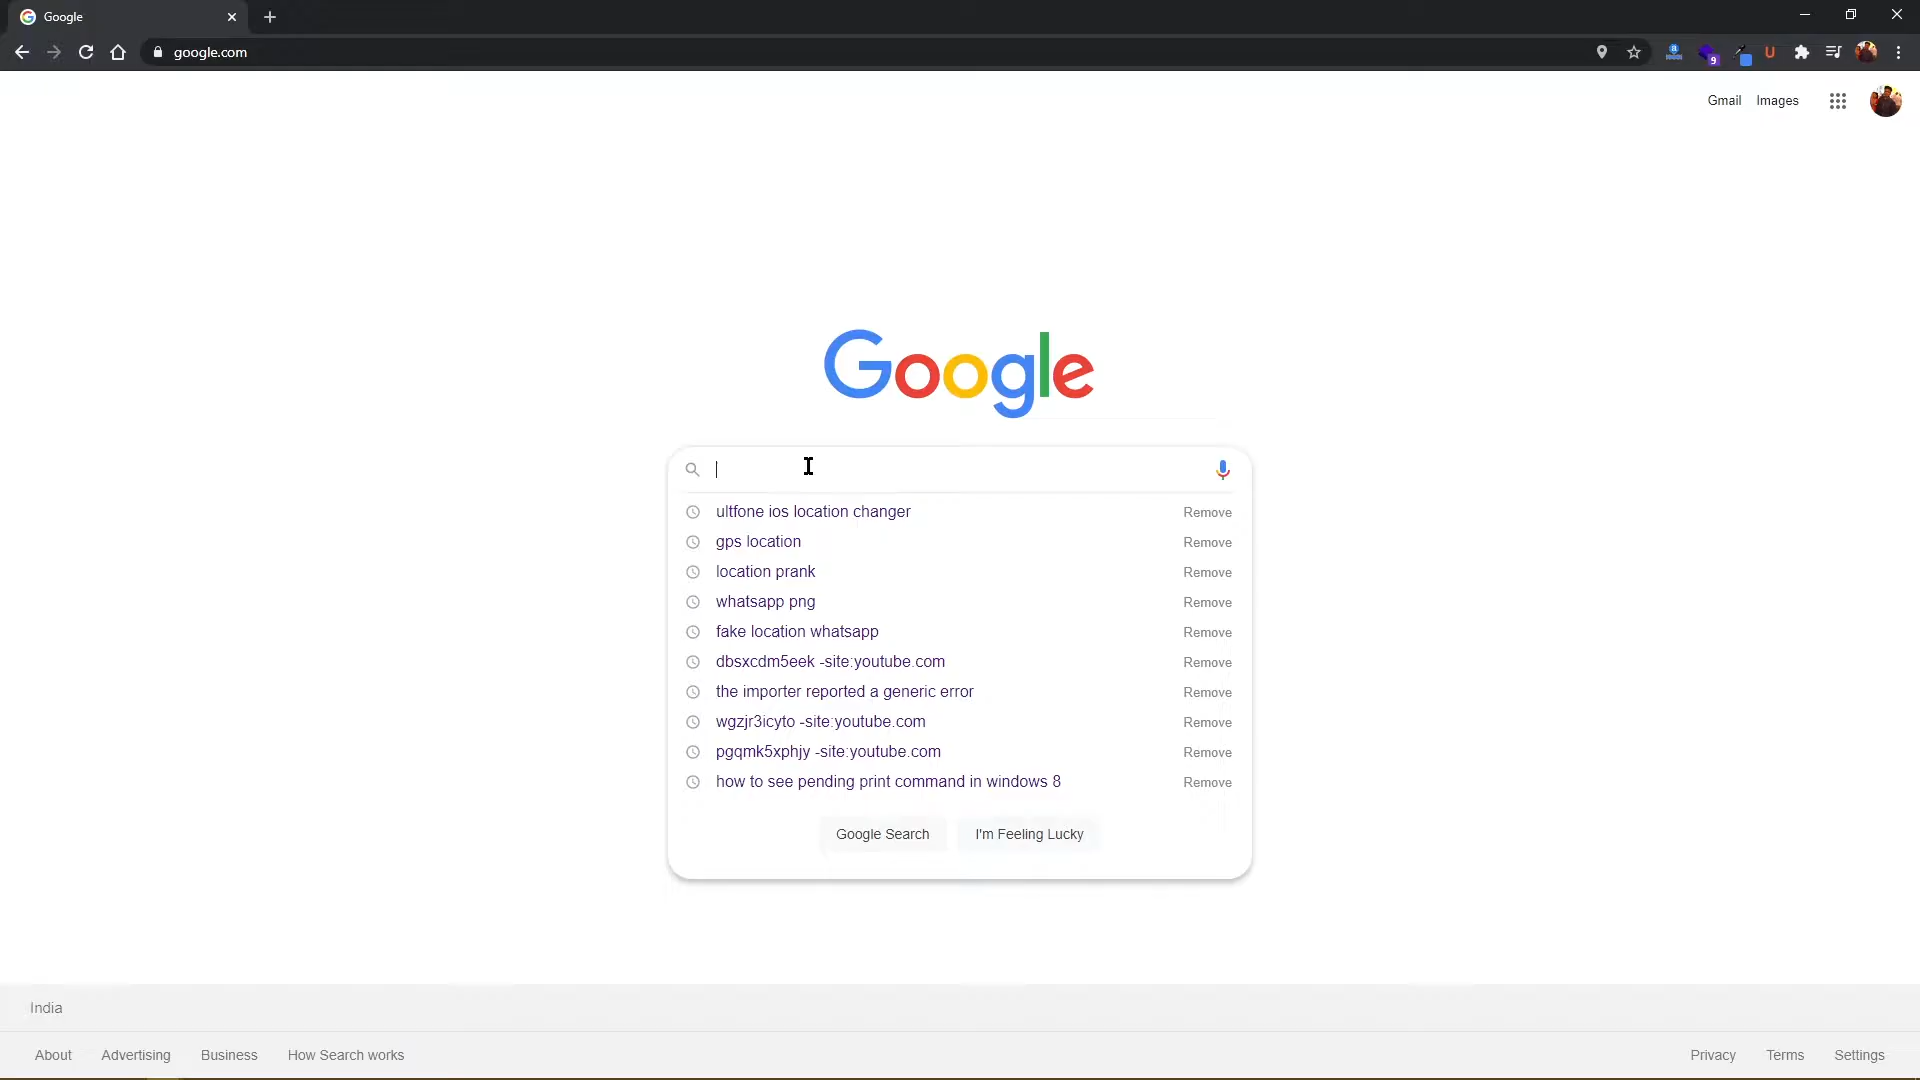 Google
google.com
9
U
Gmail Images
Google
ultfone ios location changer Remove
gps location Remove
location prank Remove
whatsapp png Remove
fake location whatsapp Remove
dbsxcdm5eek -site:youtube.com Remove
the importer reported a generic error Remove
wgzjr3icyto -site:youtube.com Remove
pgqmk5xphjy -site:youtube.com Remove
how to see pending print command in windows 8 Remove
Google Search I'm Feeling Lucky
India
About Advertising Business How Search works Privacy Terms Settings